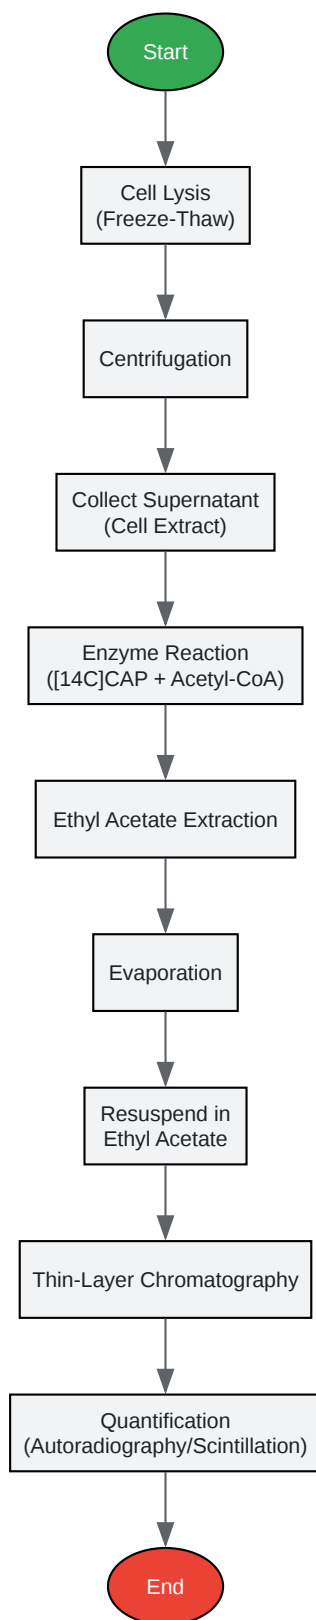 Start
Cell Lysis
(Freeze-Thaw)
Centrifugation
Collect Supernatant
(Cell Extract)
Enzyme Reaction
([14C]CAP + Acetyl-CoA)
Ethyl Acetate Extraction
Evaporation
Resuspend in
Ethyl Acetate
Thin-Layer Chromatography
Quantification
(Autoradiography/Scintillation)
End